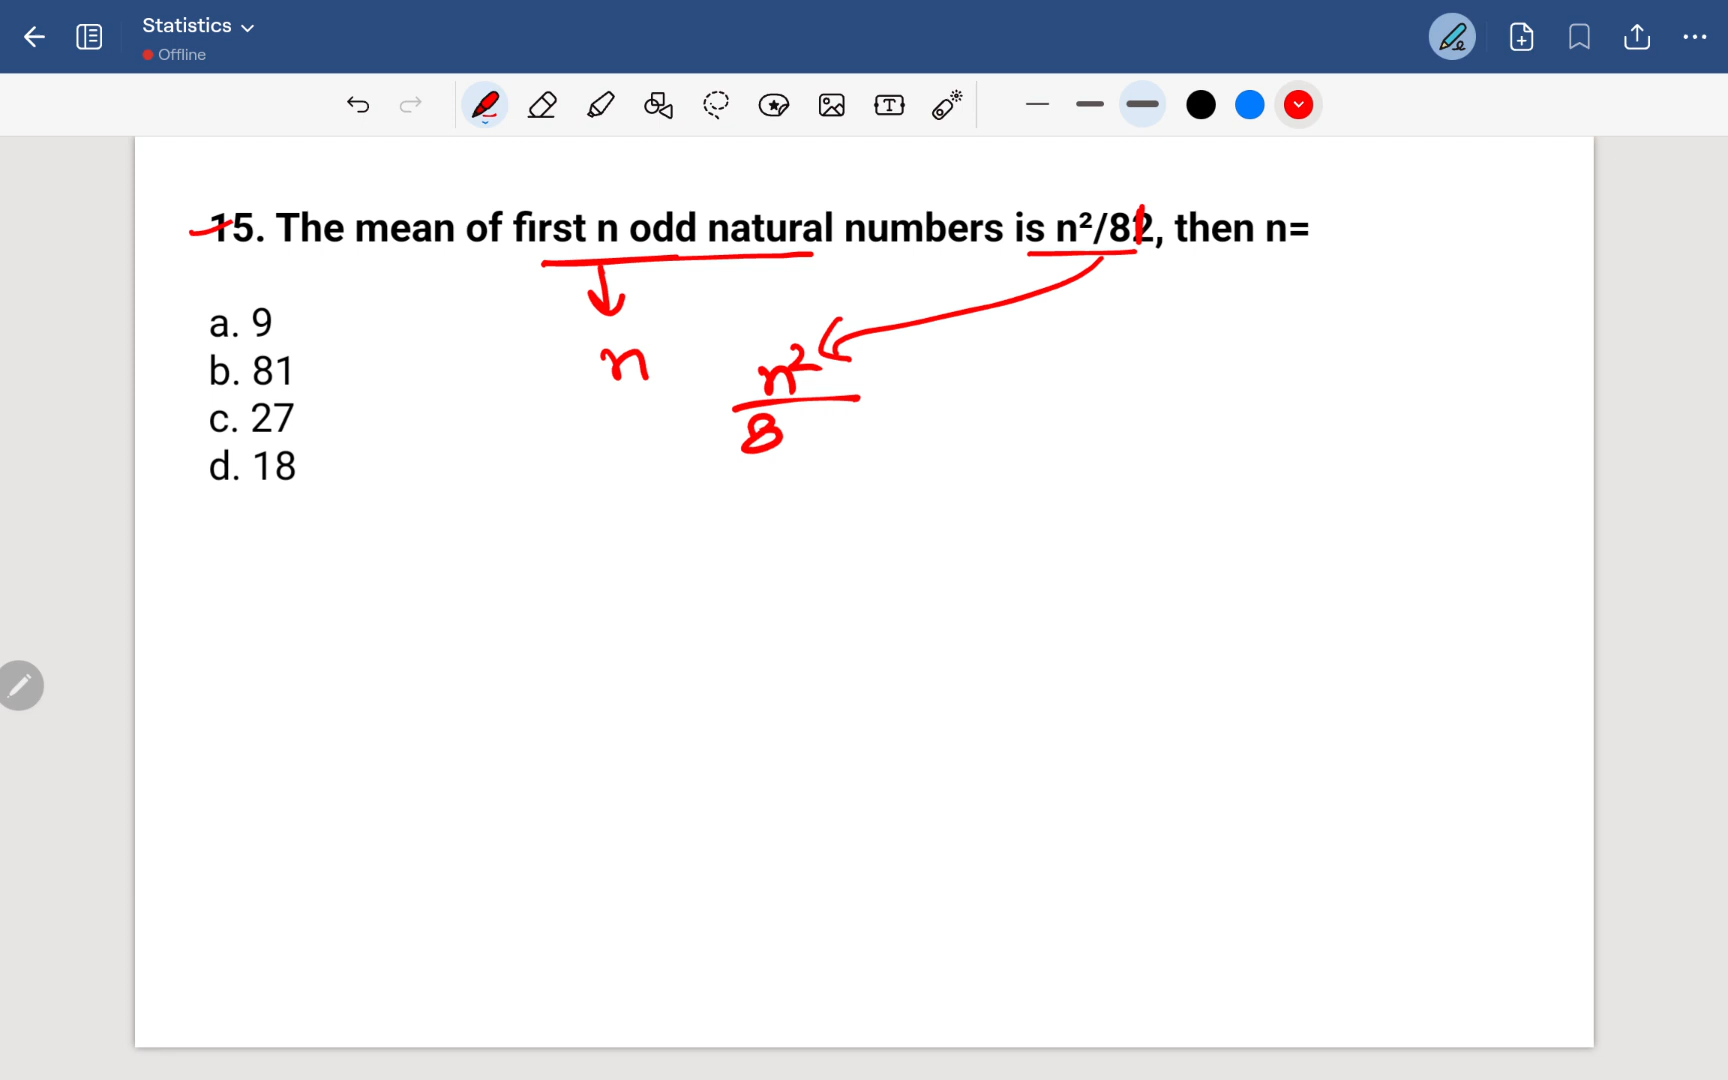 Statistics
Offline
15. The mean of first n odd natural numbers is n²/82, then n=
a. 9
b. 81
c. 27
d. 18
n
n²
8